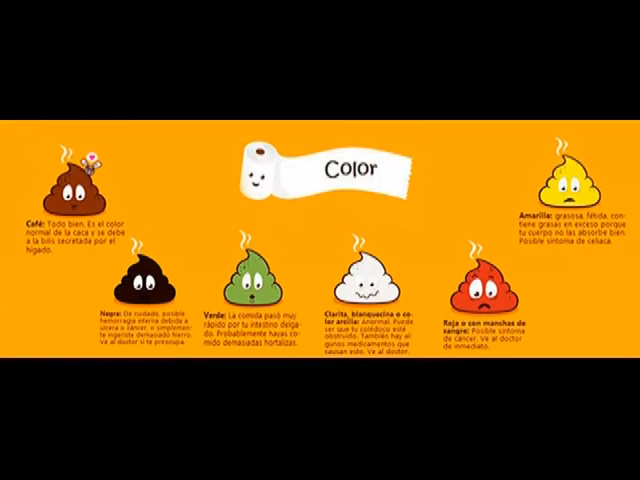 Color
Café: Todo bien. Es el color
normal de la caca y se debe
a la bilis secretada por el
hígado.
Negra: De cuidado, posible
hemorragia interna debida a
úlcera o cáncer, o simplemen-
te ingeriste demasiado hierro.
Ve al doctor si te preocupa.
Verde: La comida pasó muy
rápido por tu intestino delga-
do. Probablemente hayas co-
mido demasiadas hortalizas.
Clarita, blanquecina o co-
lor arcilla: Anormal. Puede
ser que tu colédoco esté
obstruido. También hay al
gunos medicamentos que
causan esto. Ve al doctor.
Roja o con manchas de
sangre: Posible síntoma
de cáncer. Ve al doctor
de inmediato.
Amarilla: grasosa, fétida, con-
tiene grasas en exceso porque
tu cuerpo no las absorbe bien.
Posible síntoma de celiaca.